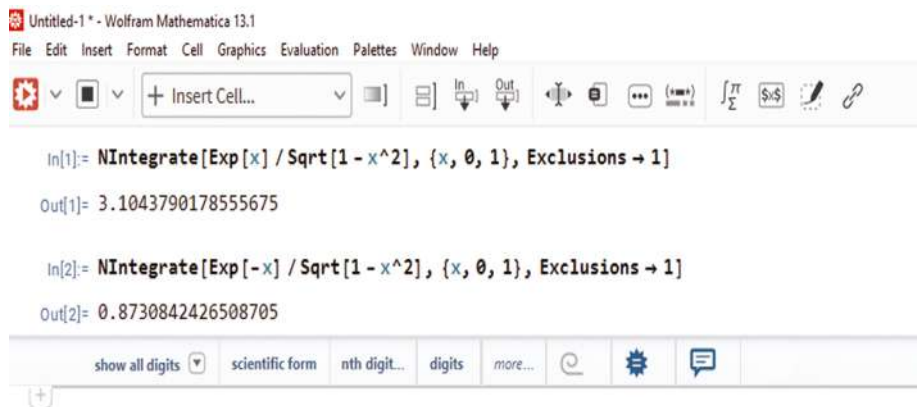 Untitled-1 * - Wolfram Mathematica 13.1
File Edit Insert Format Cell Graphics Evaluation Palettes Window Help
+ Insert Cell... In Out $x$ ∫π Σ
In[1]:= NIntegrate[Exp[x] / Sqrt[1 - x^2], {x, 0, 1}, Exclusions → 1]
Out[1]= 3.1043790178555675
In[2]:= NIntegrate[Exp[-x] / Sqrt[1 - x^2], {x, 0, 1}, Exclusions → 1]
Out[2]= 0.8730842426508705
show all digits scientific form nth digit... digits more...